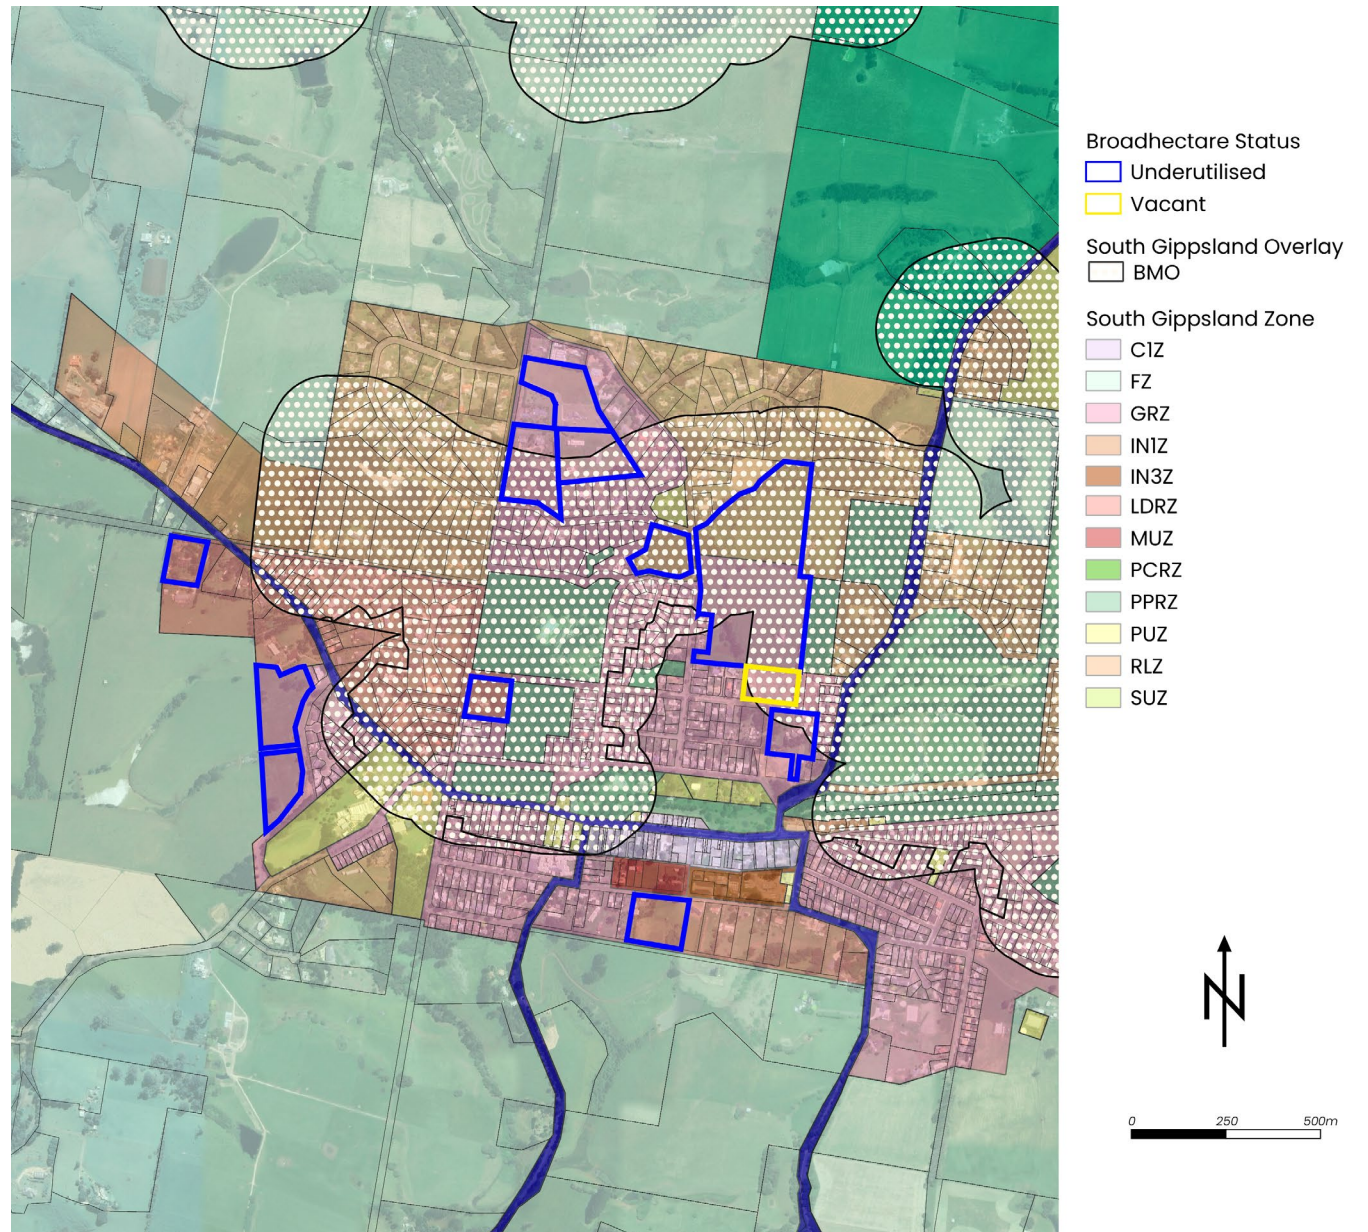 Broadhectare Status
Underutilised
Vacant
South Gippsland Overlay
BMO
South Gippsland Zone
C1Z
FZ
GRZ
IN1Z
IN3Z
LDRZ
MUZ
PCRZ
PPRZ
PUZ
RLZ
SUZ
N
0 250 500m